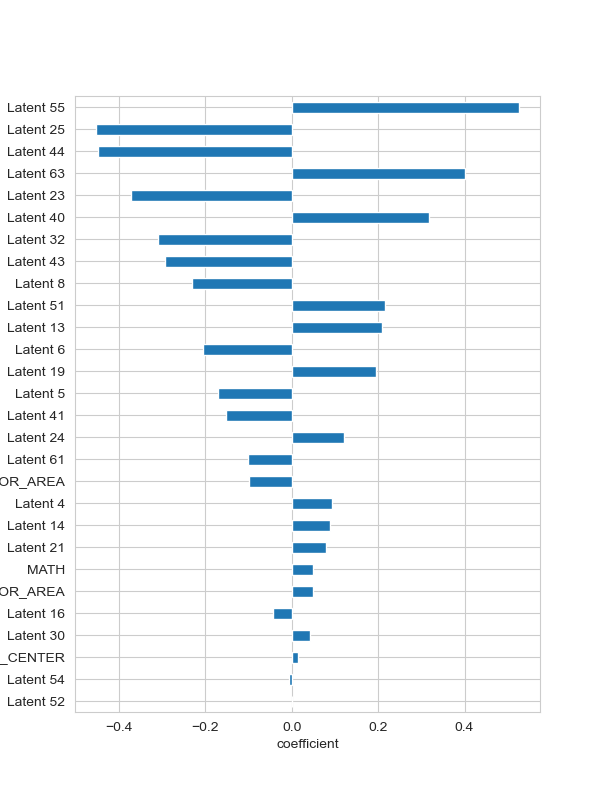 Latent 55
Latent 25
Latent 44
Latent 63
Latent 23
Latent 40
Latent 32
Latent 43
Latent 8
Latent 51
Latent 13
Latent 6
Latent 19
Latent 5
Latent 41
Latent 24
Latent 61
OR_AREA
Latent 4
Latent 14
Latent 21
MATH
OR_AREA
Latent 16
Latent 30
_CENTER
Latent 54
Latent 52
−0.4 −0.2 0.0 0.2 0.4
coefficient